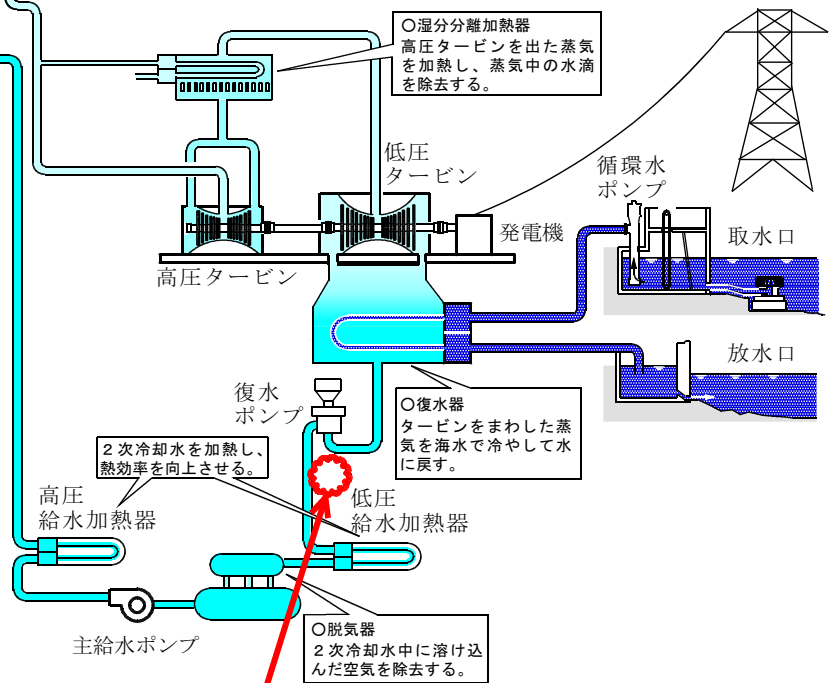 ○湿分分離加熱器
高圧タービンを出た蒸気
を加熱し、蒸気中の水滴
を除去する。
低圧
タービン
循環水
ポンプ
発電機
取水口
高圧タービン
放水口
復水
ポンプ
○復水器
タービンをまわした蒸
気を海水で冷やして水
に戻す。
２次冷却水を加熱し、
熱効率を向上させる。
高圧
給水加熱器
低圧
給水加熱器
○脱気器
２次冷却水中に溶け込
んだ空気を除去する。
主給水ポンプ